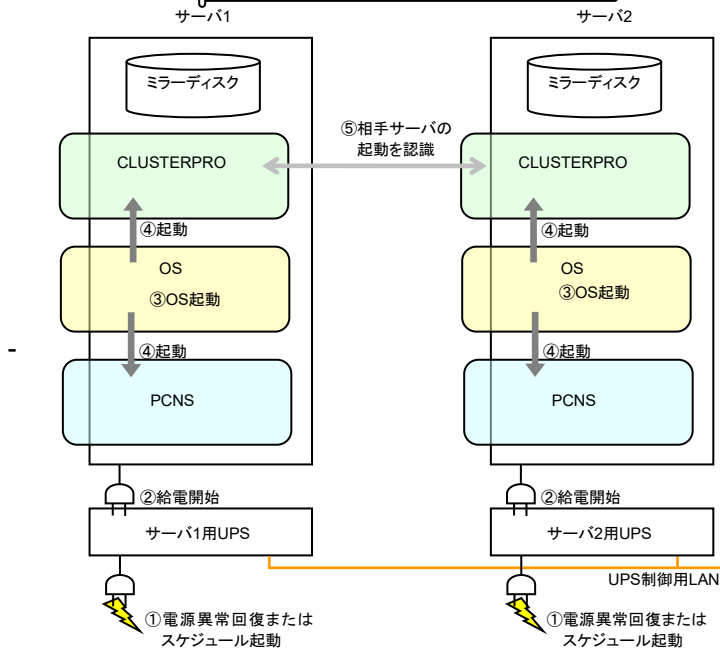 サーバ1
サーバ2
ミラーディスク
ミラーディスク
⑤相手サーバの
起動を認識
CLUSTERPRO
CLUSTERPRO
④起動
④起動
OS
OS
③OS起動
③OS起動
-
④起動
④起動
PCNS
PCNS
②給電開始
②給電開始
サーバ1用UPS
サーバ2用UPS
UPS制御用LAN
①電源異常回復または
スケジュール起動
①電源異常回復または
スケジュール起動